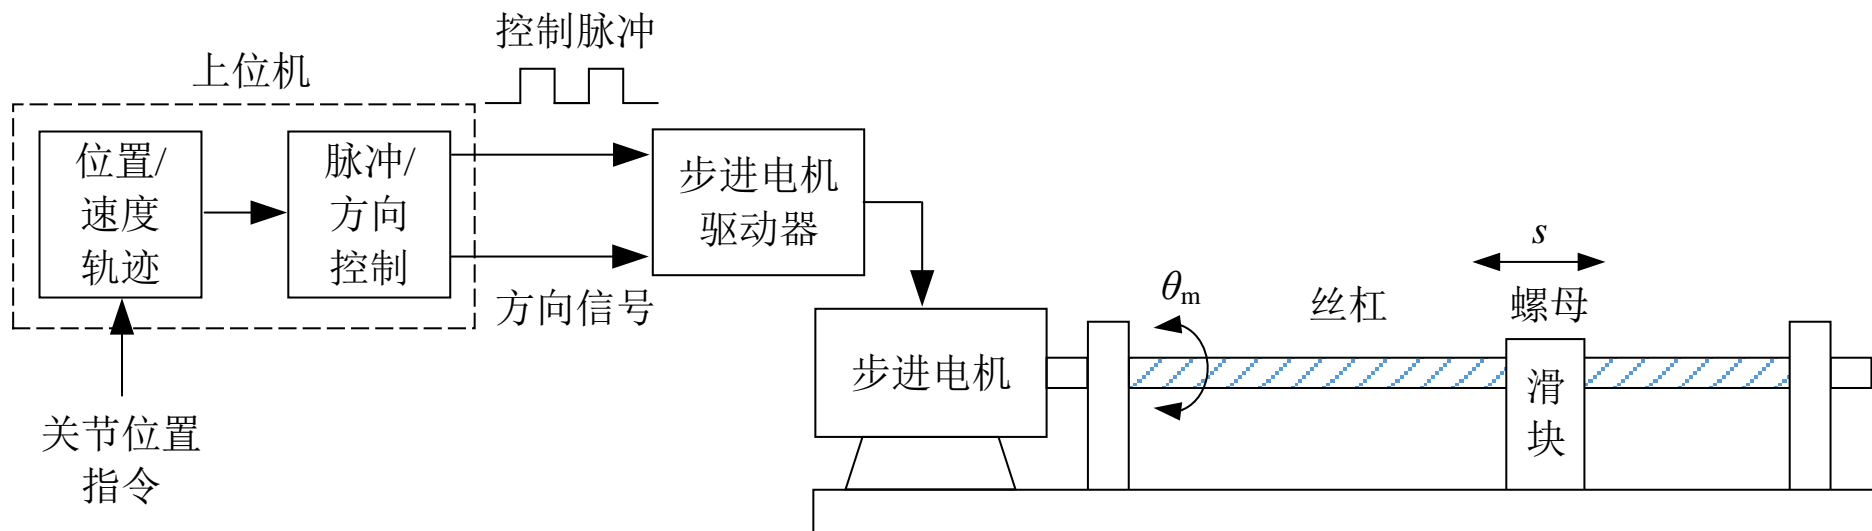 控制脉冲
上位机
位置/
速度
轨迹
脉冲/
方向
控制
步进电机
驱动器
方向信号
关节位置
指令
步进电机
θm
丝杠
s
螺母
滑
块